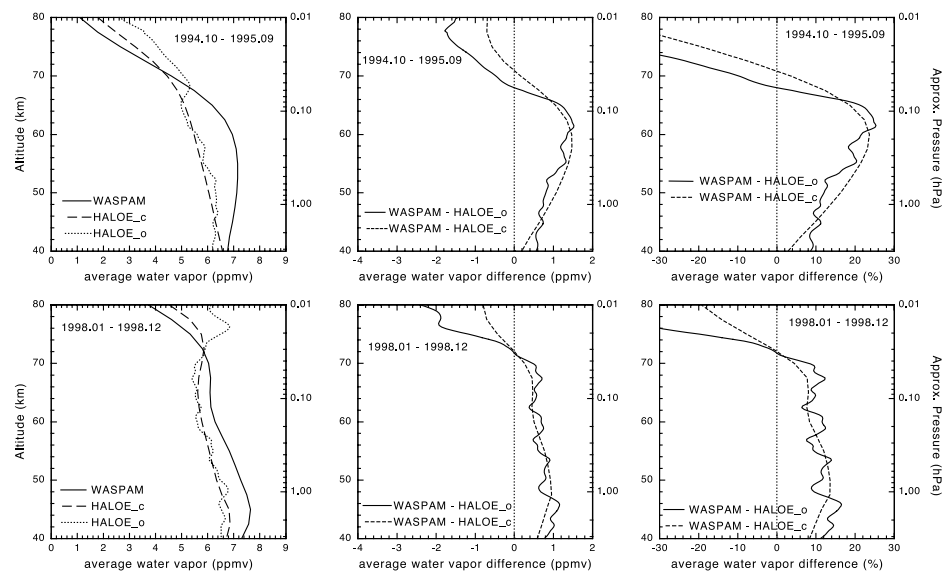 80
70
60
50
40
Altitude (km)
1994.10 - 1995.09
WASPAM
HALOE_c
HALOE_o
0.01
0.10
1.00
0 1 2 3 4 5 6 7 8 9
average water vapor (ppmv)
80
70
60
50
40
1994.10 - 1995.09
WASPAM - HALOE_o
WASPAM - HALOE_c
0.01
0.10
1.00
-4 -3 -2 -1 0 1 2
average water vapor difference (ppmv)
80
70
60
50
40
1994.10 - 1995.09
WASPAM - HALOE_o
WASPAM - HALOE_c
0.01
0.10
1.00
Approx. Pressure (hPa)
-30 -20 -10 0 10 20 30
average water vapor difference (%)
80
70
60
50
40
Altitude (km)
1998.01 - 1998.12
WASPAM
HALOE_c
HALOE_o
0.01
0.10
1.00
0 1 2 3 4 5 6 7 8 9
average water vapor (ppmv)
80
70
60
50
40
1998.01 - 1998.12
WASPAM - HALOE_o
WASPAM - HALOE_c
0.01
0.10
1.00
-4 -3 -2 -1 0 1 2
average water vapor difference (ppmv)
80
70
60
50
40
1998.01 - 1998.12
WASPAM - HALOE_o
WASPAM - HALOE_c
0.01
0.10
1.00
Approx. Pressure (hPa)
-30 -20 -10 0 10 20 30
average water vapor difference (%)